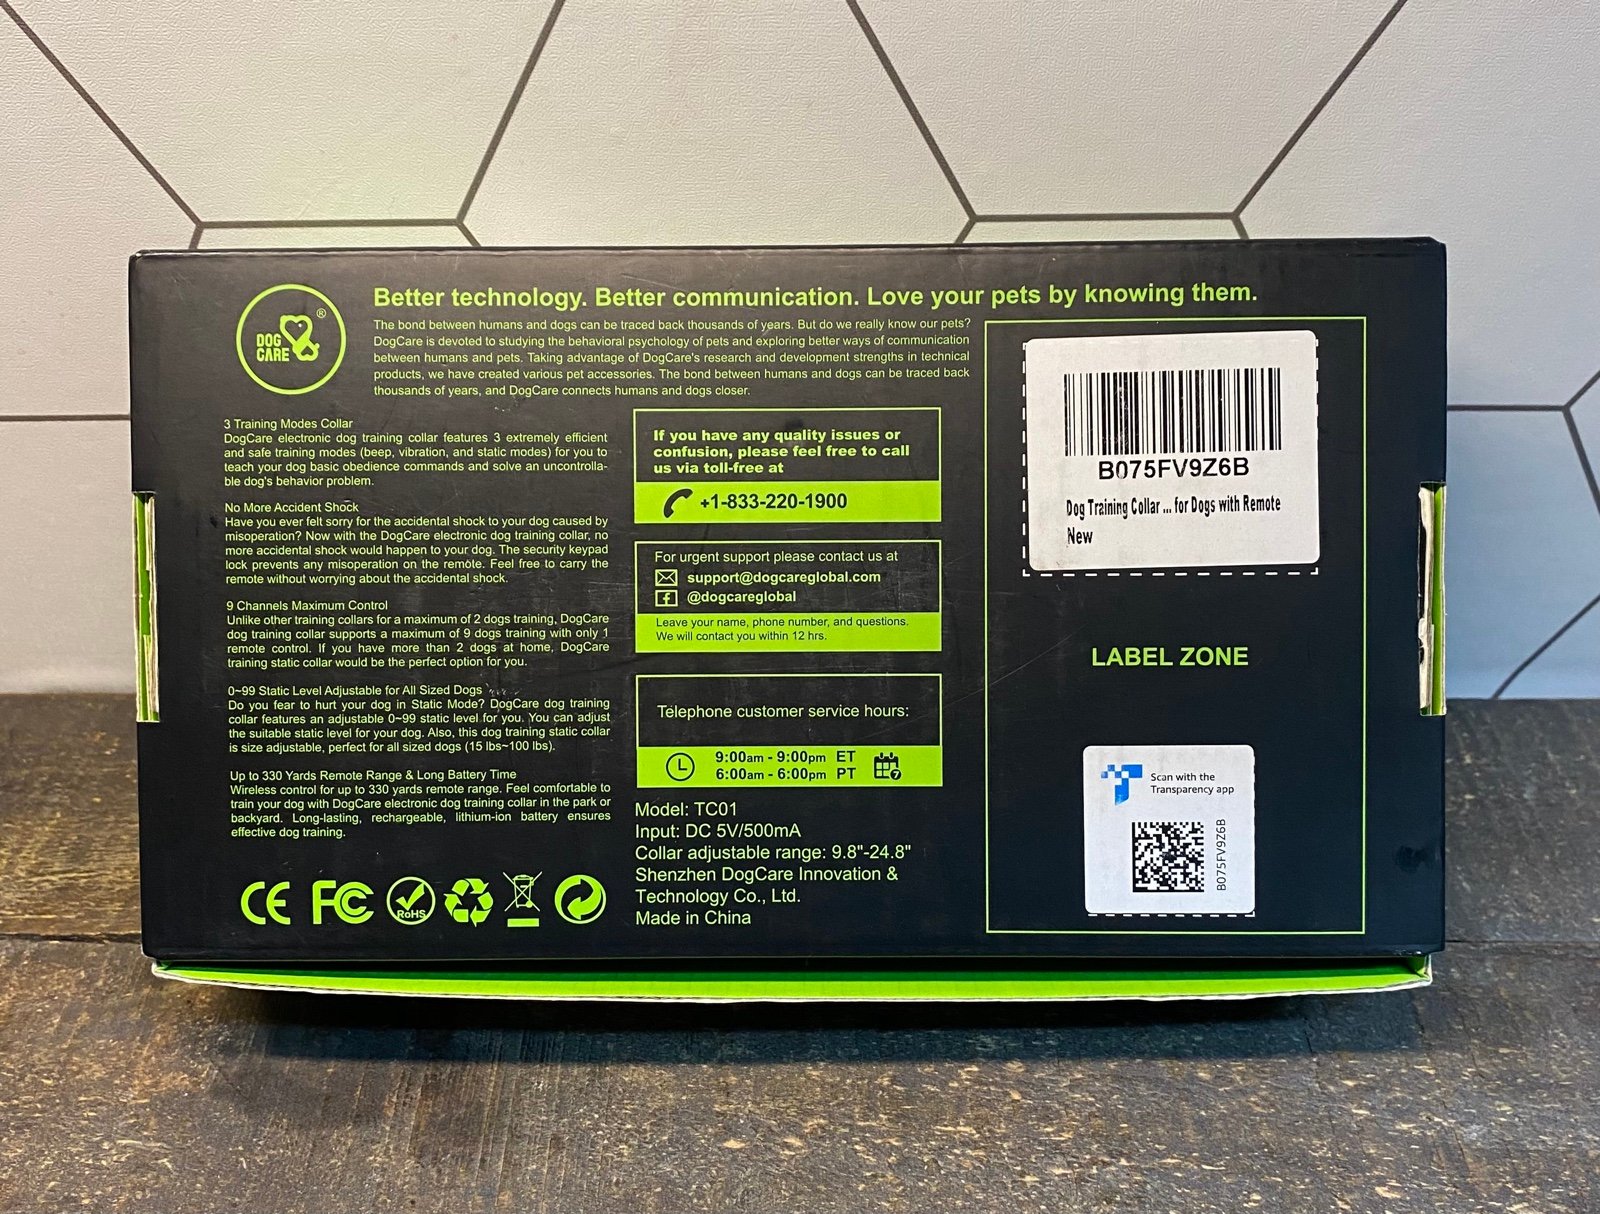 DOG
CARE
®
Better technology. Better communication. Love your pets by knowing them.
The bond between humans and dogs can be traced back thousands of years. But do we really know our pets?
DogCare is devoted to studying the behavioral psychology of pets and exploring better ways of communication
between humans and pets. Taking advantage of DogCare's research and development strengths in technical
products, we have created various pet accessories. The bond between humans and dogs can be traced back
thousands of years, and DogCare connects humans and dogs closer.
3 Training Modes Collar
DogCare electronic dog training collar features 3 extremely efficient
and safe training modes (beep, vibration, and static modes) for you to
teach your dog basic obedience commands and solve an uncontrolla-
ble dog's behavior problem.
No More Accident Shock
Have you ever felt sorry for the accidental shock to your dog caused by
misoperation? Now with the DogCare electronic dog training collar, no
more accidental shock would happen to your dog. The security keypad
lock prevents any misoperation on the remote. Feel free to carry the
remote without worrying about the accidental shock.
9 Channels Maximum Control
Unlike other training collars for a maximum of 2 dogs training, DogCare
dog training collar supports a maximum of 9 dogs training with only 1
remote control. If you have more than 2 dogs at home, DogCare
training static collar would be the perfect option for you.
0~99 Static Level Adjustable for All Sized Dogs
Do you fear to hurt your dog in Static Mode? DogCare dog training
collar features an adjustable 0~99 static level for you. You can adjust
the suitable static level for your dog. Also, this dog training static collar
is size adjustable, perfect for all sized dogs (15 lbs~100 lbs).
Up to 330 Yards Remote Range & Long Battery Time
Wireless control for up to 330 yards remote range. Feel comfortable to
train your dog with DogCare electronic dog training collar in the park or
backyard. Long-lasting, rechargeable, lithium-ion battery ensures
effective dog training.
CE FC RoHS
If you have any quality issues or
confusion, please feel free to call
us via toll-free at
+1-833-220-1900
For urgent support please contact us at
support@dogcareglobal.com
@dogcareglobal
Leave your name, phone number, and questions.
We will contact you within 12 hrs.
Telephone customer service hours:
9:00am - 9:00pm ET
6:00am - 6:00pm PT
7
Model: TC01
Input: DC 5V/500mA
Collar adjustable range: 9.8"-24.8"
Shenzhen DogCare Innovation &
Technology Co., Ltd.
Made in China
B075FV9Z6B
Dog Training Collar ... for Dogs with Remote
New
LABEL ZONE
Scan with the
Transparency app
B075FV9Z6B